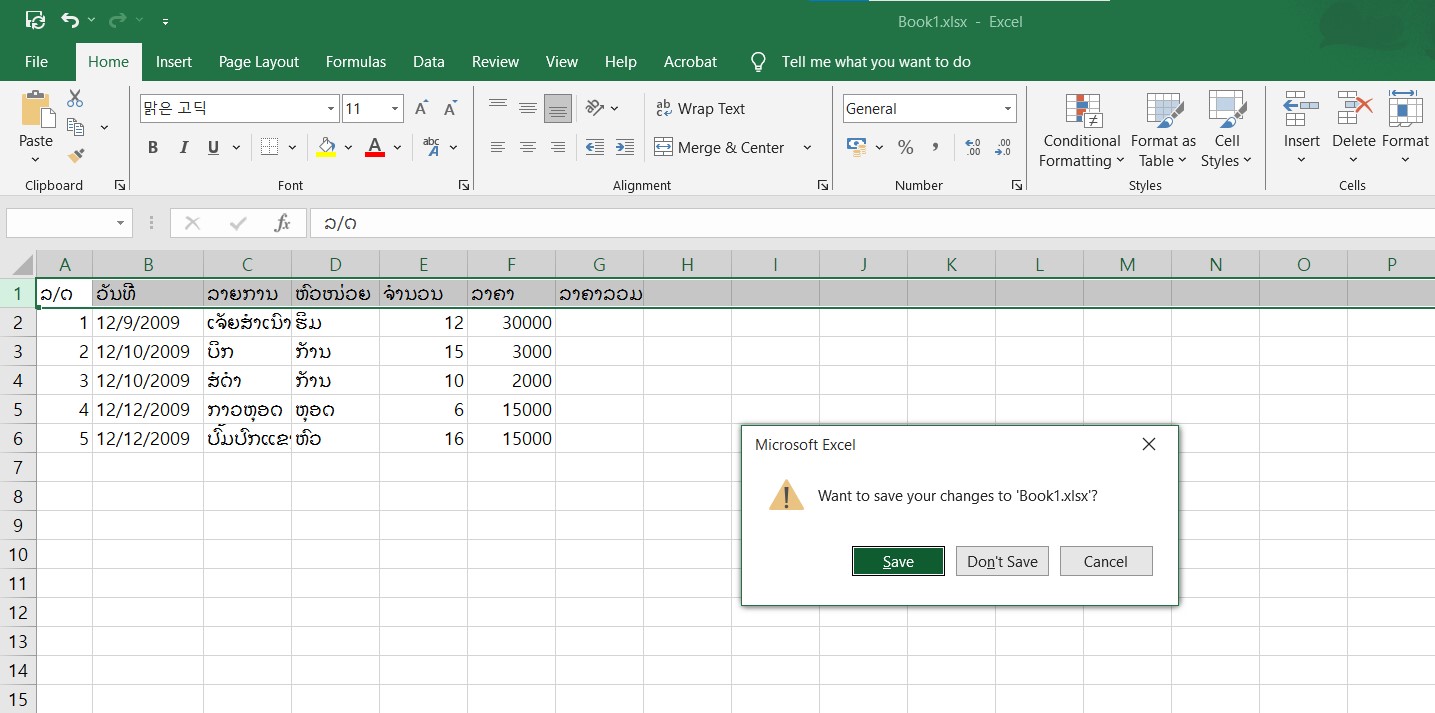 Book1.xlsx - Excel
File Home Insert Page Layout Formulas Data Review View Help Acrobat Tell me what you want to do
맑은 고딕 11 Wrap Text General
Paste B I U A abc A Merge & Center % , Conditional Formatting Format as Table Cell Styles Insert Delete Format
Clipboard Font Alignment Number Styles Cells
fx ລ/ດ
A B C D E F G H I J K L M N O P
1 ລ/ດ ວັນທີ ລາຍການ ຫົວໜ່ວຍ ຈຳນວນ ລາຄາ ລາຄາລວມ
2 1 12/9/2009 ເຈັຍສຳເນົາ ຮິມ 12 30000
3 2 12/10/2009 ບິກ ກ້ານ 15 3000
4 3 12/10/2009 ສໍດຳ ກ້ານ 10 2000
5 4 12/12/2009 ກາວຫຼອດ ຫຼອດ 6 15000
6 5 12/12/2009 ປຶ້ມປົກແຂ ຫົວ 16 15000
7
8
9
10
11
12
13
14
15
Microsoft Excel
Want to save your changes to 'Book1.xlsx'?
Save Don't Save Cancel